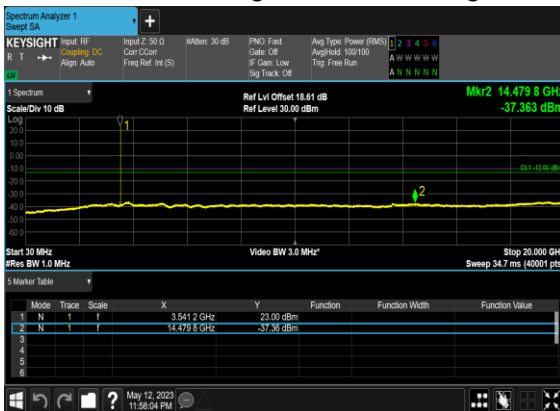 Spectrum Analyzer 1
Swept SA
KEYSIGHT
R T
LV
Input: RF
Coupling: DC
Align: Auto
Input Z: 50 Ω
Corr CCorr
Freq Ref: Int (S)
#Atten: 30 dB
PNO: Fast
Gate: Off
IF Gain: Low
Sig Track: Off
Avg Type: Power (RMS)
Avg|Hold: 100/100
Trig: Free Run
1 2 3 4 5 6
A W W W W W
A N N N N N
1 Spectrum
Scale/Div 10 dB
Ref Lvl Offset 18.61 dB
Ref Level 30.00 dBm
Mkr2 14.479 8 GHz
-37.363 dBm
Log
20.0
10.0
0.00
-10.0
-20.0
-30.0
-40.0
-50.0
-60.0
1
2
DL1 -13.00 dBm
Start 30 MHz
#Res BW 1.0 MHz
Video BW 3.0 MHz*
Stop 20.000 GHz
Sweep 34.7 ms (40001 pts)
5 Marker Table
Mode Trace Scale X Y Function Function Width Function Value
1 N 1 f 3.541 2 GHz 23.00 dBm
2 N 1 f 14.479 8 GHz -37.36 dBm
3
4
5
6
?
May 12, 2023
11:56:04 PM